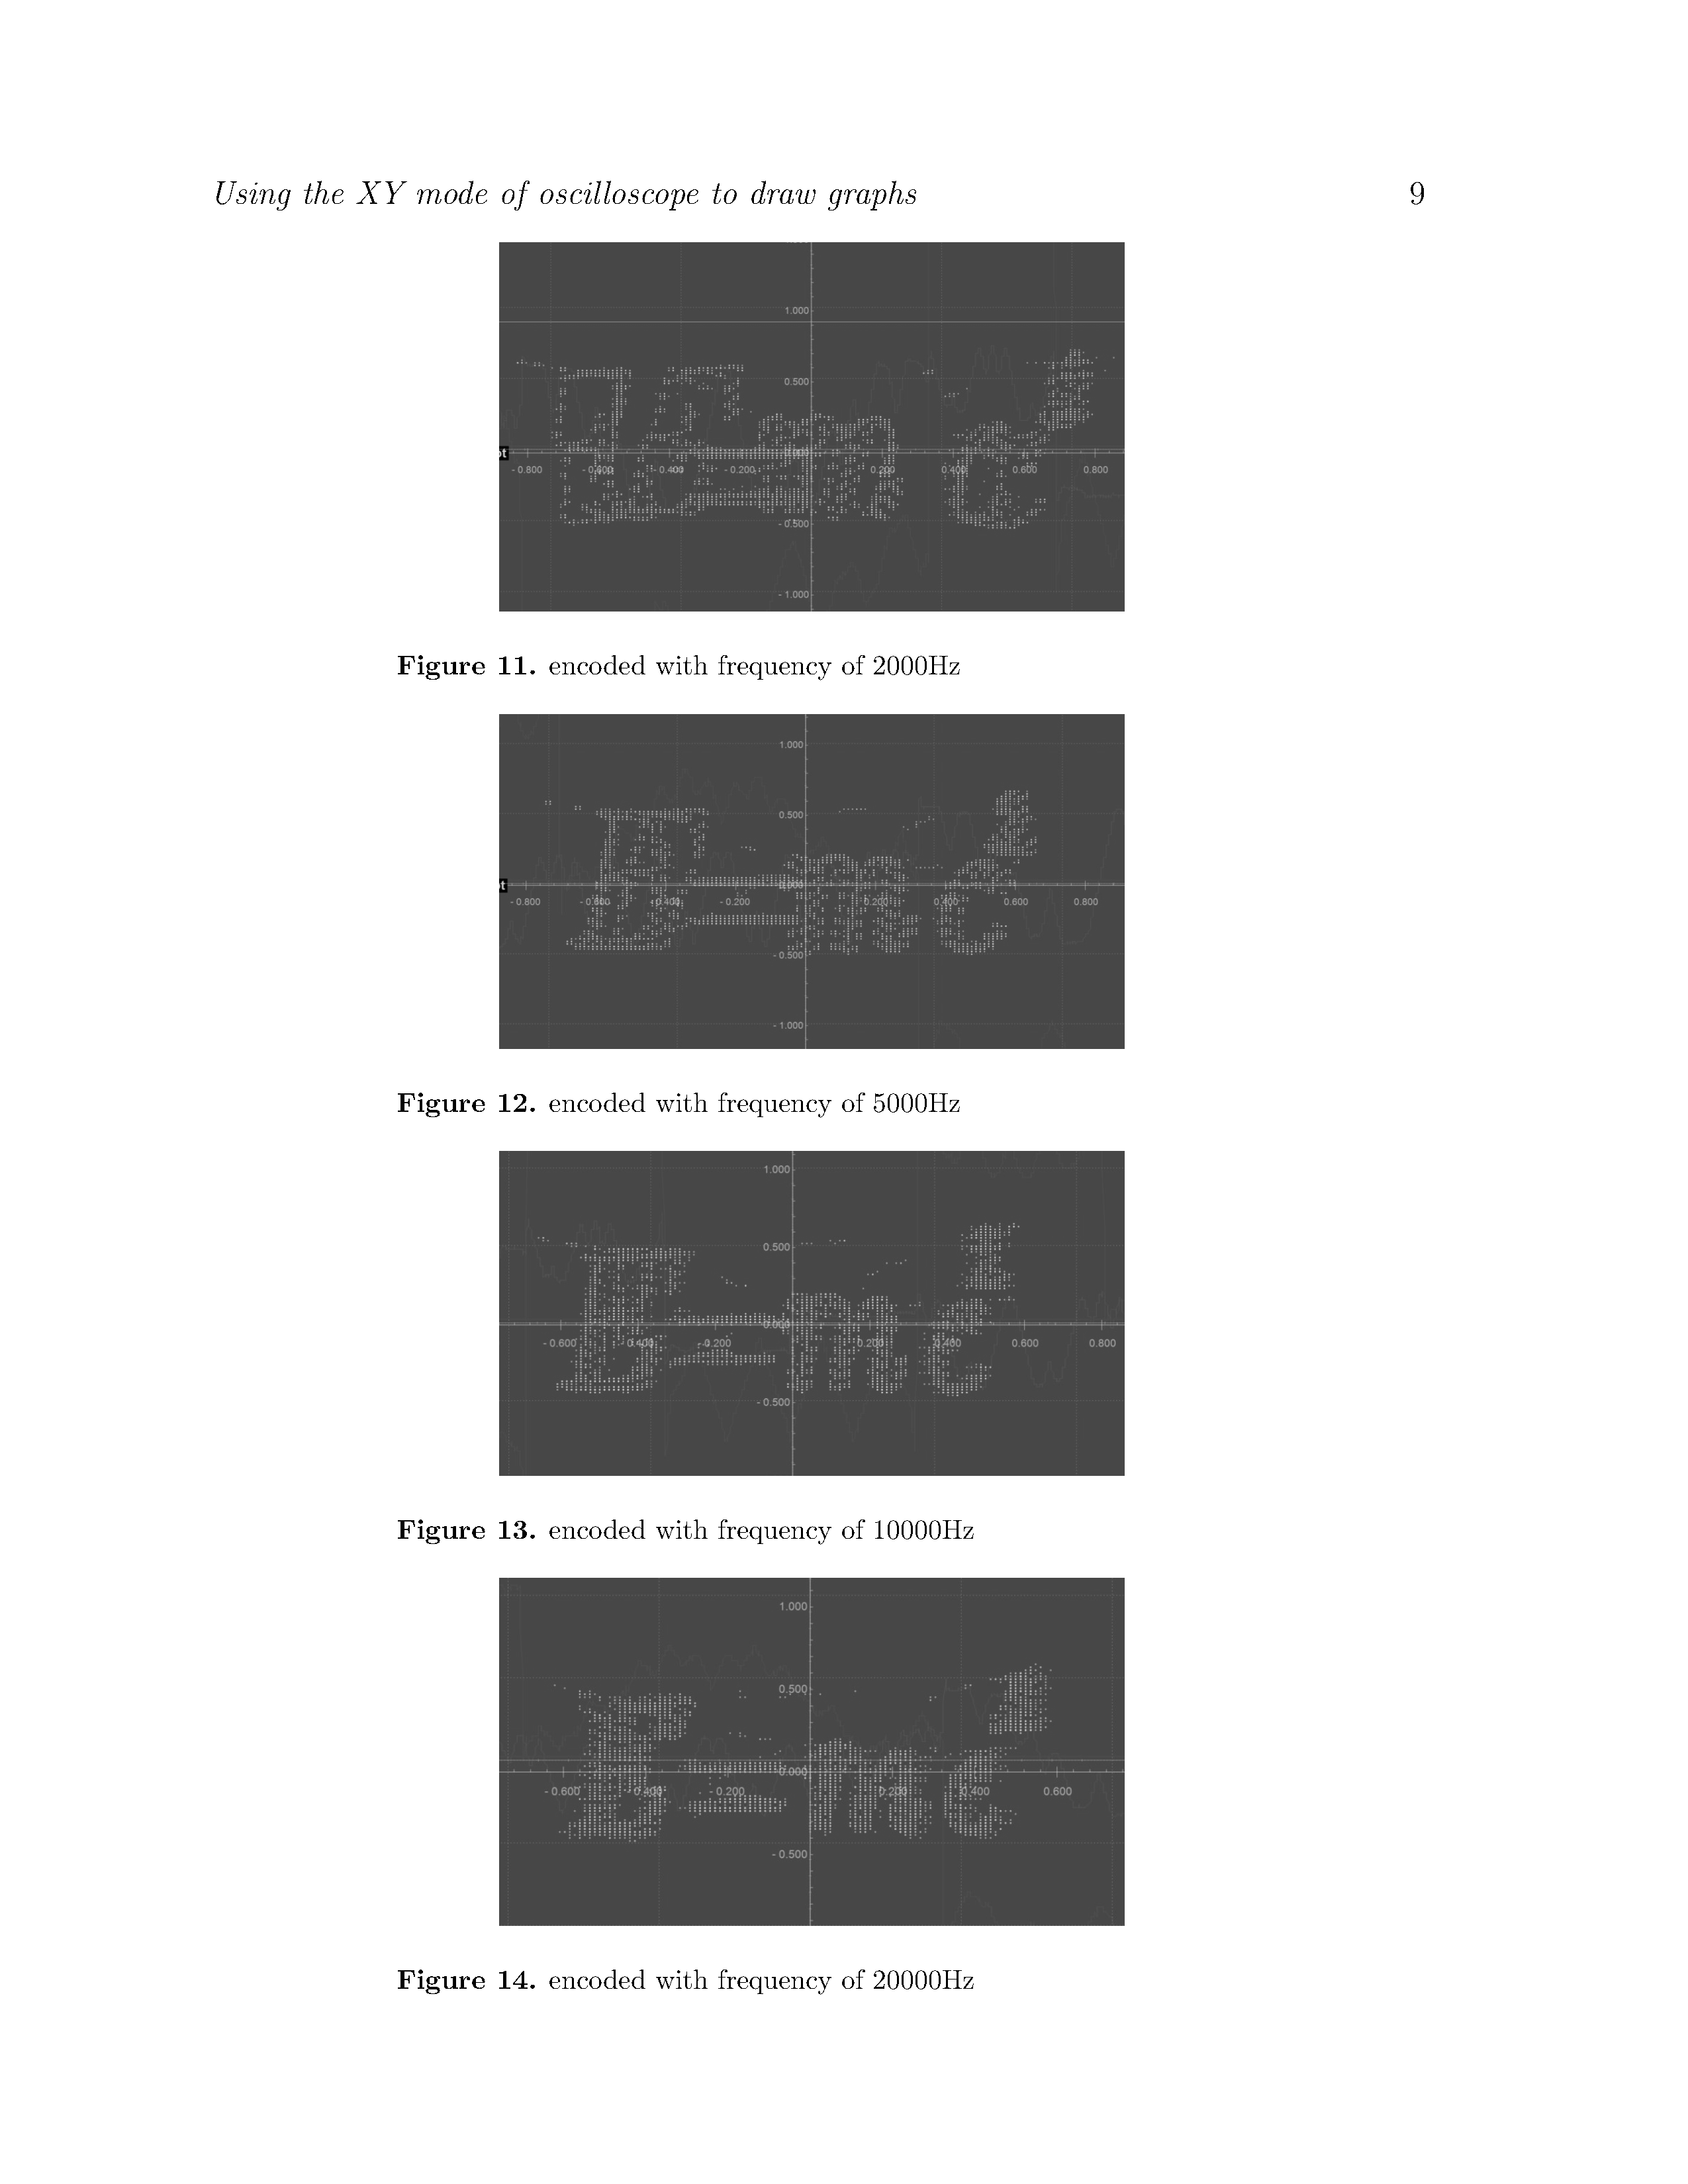 Using the XY mode of oscilloscope to draw graphs 9
1.000
0.500
0.000
- 0.800 - 0.600 - 0.400 - 0.200 0.200 0.400 0.600 0.800
- 0.500
- 1.000
Figure 11. encoded with frequency of 2000Hz
1.000
0.500
0.000
- 0.800 - 0.600 - 0.400 - 0.200 0.200 0.400 0.600 0.800
- 0.500
- 1.000
Figure 12. encoded with frequency of 5000Hz
1.000
0.500
0.000
- 0.600 - 0.400 - 0.200 0.200 0.400 0.600 0.800
- 0.500
Figure 13. encoded with frequency of 10000Hz
1.000
0.500
0.000
- 0.600 - 0.400 - 0.200 0.200 0.400 0.600
- 0.500
Figure 14. encoded with frequency of 20000Hz